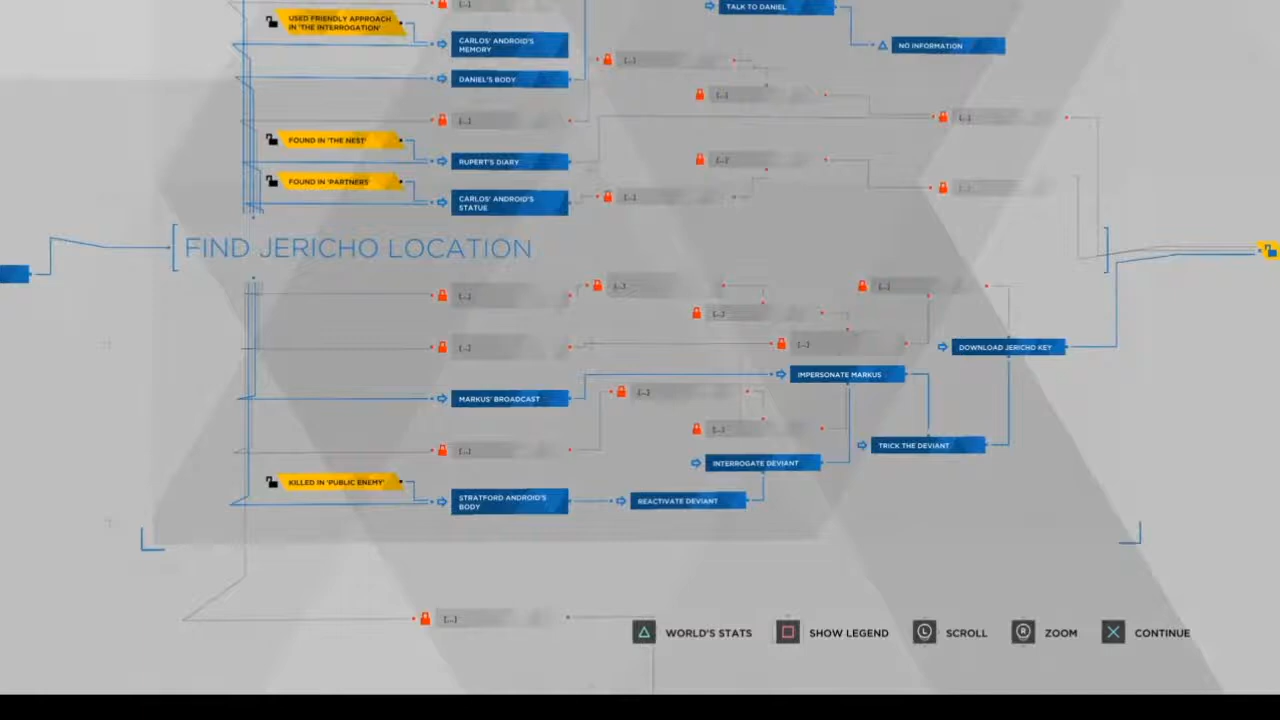 [...]
TALK TO DANIEL
USED FRIENDLY APPROACH
IN 'THE INTERROGATION'
CARLOS' ANDROID'S
MEMORY
NO INFORMATION
[...]
DANIEL'S BODY
[...]
[...]
[...]
FOUND IN 'THE NEST'
RUPERT'S DIARY
[...]
FOUND IN 'PARTNERS'
[...]
CARLOS' ANDROID'S
STATUE
[...]
FIND JERICHO LOCATION
[...]
[...]
[...]
[...]
[...]
[...]
DOWNLOAD JERICHO KEY
IMPERSONATE MARKUS
MARKUS' BROADCAST
[...]
[...]
TRICK THE DEVIANT
[...]
INTERROGATE DEVIANT
KILLED IN 'PUBLIC ENEMY'
STRATFORD ANDROID'S
BODY
REACTIVATE DEVIANT
[...]
WORLD'S STATS
SHOW LEGEND
L
SCROLL
R
ZOOM
CONTINUE